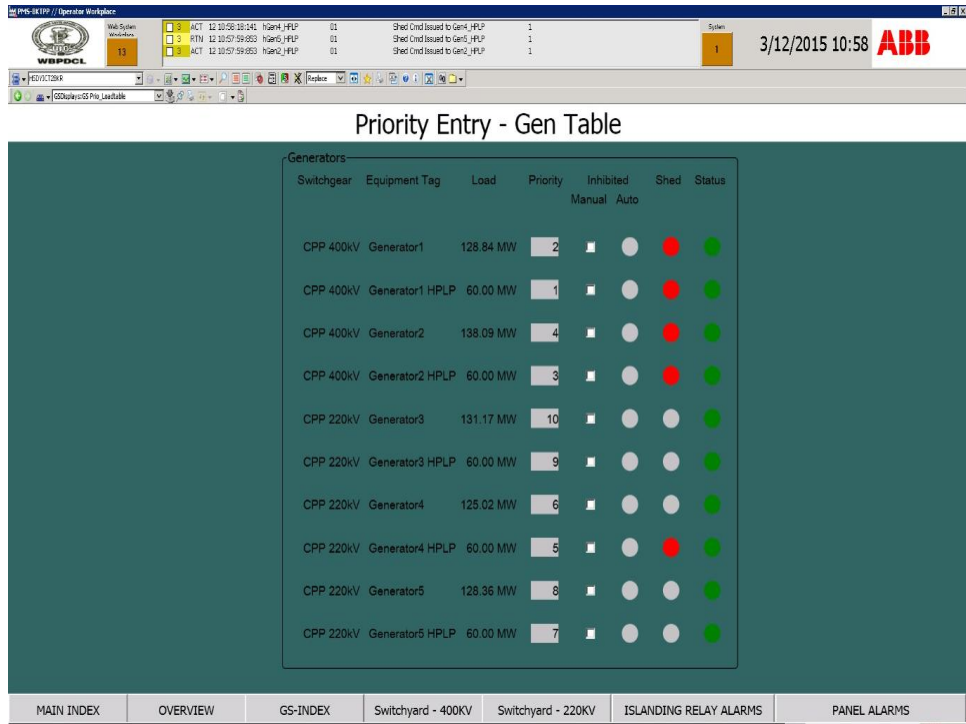 PMS-BKTPP // Operator Workplace
WBPDCL
Web System Workplace
13
3 ACT 12 10:58:18:141 hGen4_HPLP 01 Shed Cmd Issued to Gen4_HPLP 1
3 RTN 12 10:57:59:853 hGen5_HPLP 01 Shed Cmd Issued to Gen5_HPLP 1
3 ACT 12 10:57:59:853 hGen2_HPLP 01 Shed Cmd Issued to Gen2_HPLP 1
System
1
3/12/2015 10:58 ABB
Replace
GSDisplays:GS Prio_Loadtable
Priority Entry - Gen Table
Generators
Switchgear Equipment Tag Load Priority Inhibited Shed Status
Manual Auto
CPP 400kV Generator1 128.84 MW 2
CPP 400kV Generator1 HPLP 60.00 MW 1
CPP 400kV Generator2 138.09 MW 4
CPP 400kV Generator2 HPLP 60.00 MW 3
CPP 220kV Generator3 131.17 MW 10
CPP 220kV Generator3 HPLP 60.00 MW 9
CPP 220kV Generator4 125.02 MW 6
CPP 220kV Generator4 HPLP 60.00 MW 5
CPP 220kV Generator5 128.36 MW 8
CPP 220kV Generator5 HPLP 60.00 MW 7
MAIN INDEX OVERVIEW GS-INDEX Switchyard - 400KV Switchyard - 220KV ISLANDING RELAY ALARMS PANEL ALARMS